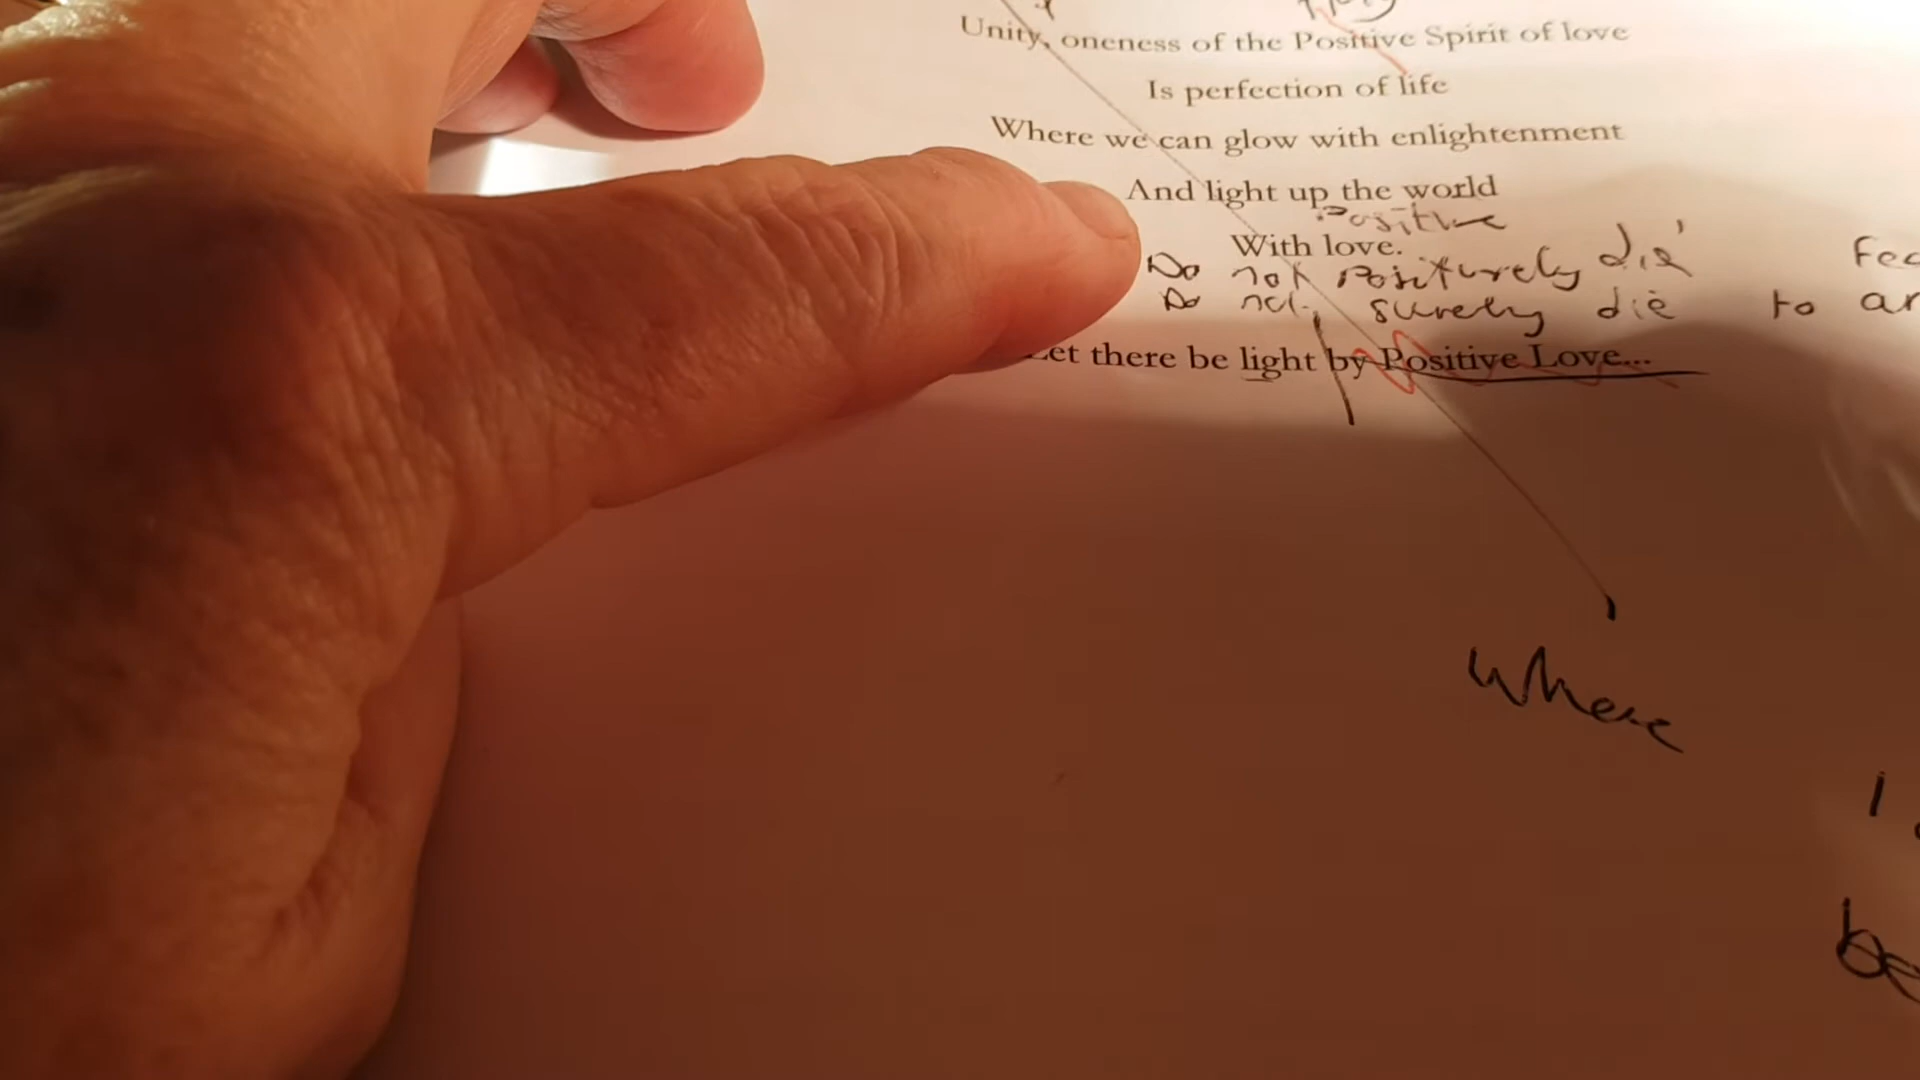 Unity, oneness of the Positive Spirit of love
Is perfection of life
Where we can glow with enlightenment
And light up the world
Positive
With love.
Do not Positurely die'
Do not surely die to
Let there be light by Positive Love...
where
1